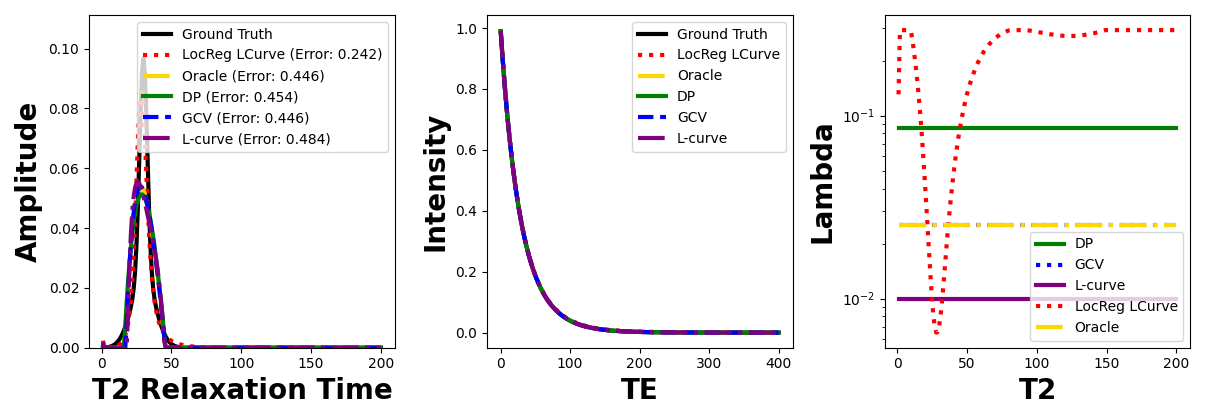 Amplitude
0.10
0.08
0.06
0.04
0.02
0.00
0
50
100
150
200
T2 Relaxation Time
Ground Truth
LocReg LCurve (Error: 0.242)
Oracle (Error: 0.446)
DP (Error: 0.454)
GCV (Error: 0.446)
L-curve (Error: 0.484)
Intensity
1.0
0.8
0.6
0.4
0.2
0.0
0
100
200
300
400
TE
Ground Truth
LocReg LCurve
Oracle
DP
GCV
L-curve
Lambda
10⁻¹
10⁻²
0
50
100
150
200
T2
DP
GCV
L-curve
LocReg LCurve
Oracle